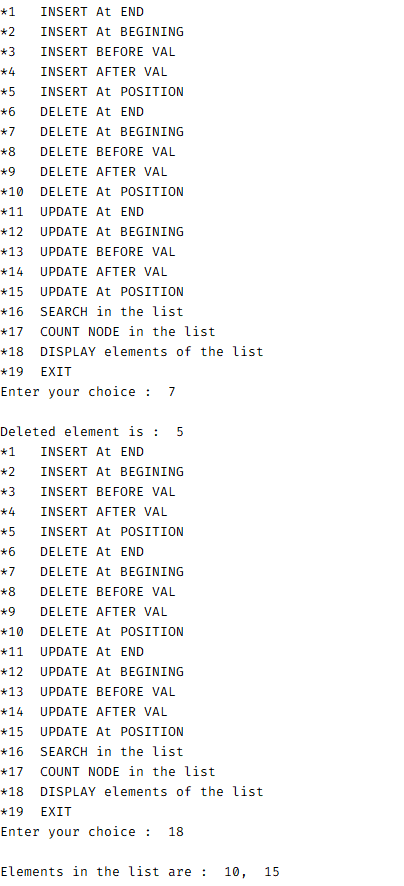 *1   INSERT At END
*2   INSERT At BEGINING
*3   INSERT BEFORE VAL
*4   INSERT AFTER VAL
*5   INSERT At POSITION
*6   DELETE At END
*7   DELETE At BEGINING
*8   DELETE BEFORE VAL
*9   DELETE AFTER VAL
*10  DELETE At POSITION
*11  UPDATE At END
*12  UPDATE At BEGINING
*13  UPDATE BEFORE VAL
*14  UPDATE AFTER VAL
*15  UPDATE At POSITION
*16  SEARCH in the list
*17  COUNT NODE in the list
*18  DISPLAY elements of the list
*19  EXIT
Enter your choice :  7

Deleted element is :  5
*1   INSERT At END
*2   INSERT At BEGINING
*3   INSERT BEFORE VAL
*4   INSERT AFTER VAL
*5   INSERT At POSITION
*6   DELETE At END
*7   DELETE At BEGINING
*8   DELETE BEFORE VAL
*9   DELETE AFTER VAL
*10  DELETE At POSITION
*11  UPDATE At END
*12  UPDATE At BEGINING
*13  UPDATE BEFORE VAL
*14  UPDATE AFTER VAL
*15  UPDATE At POSITION
*16  SEARCH in the list
*17  COUNT NODE in the list
*18  DISPLAY elements of the list
*19  EXIT
Enter your choice :  18

Elements in the list are :  10,  15